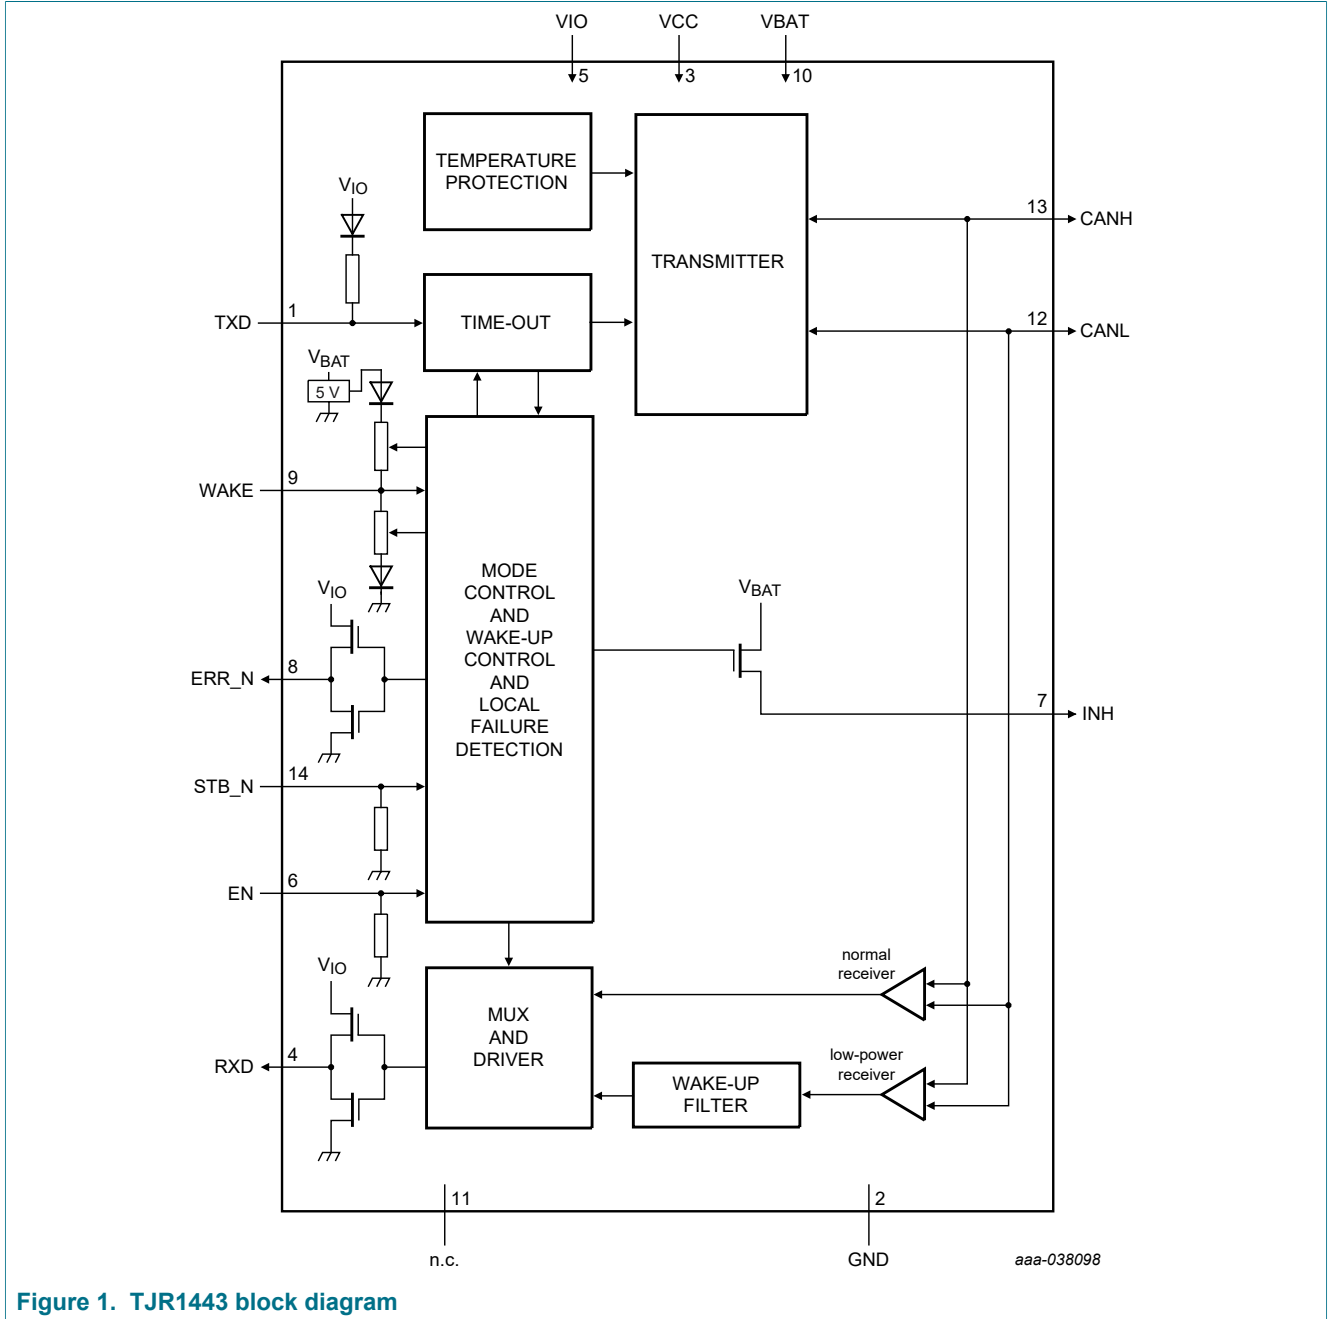 VIO VCC VBAT
5 3 10
TEMPERATURE
PROTECTION
VIO
13 CANH
TRANSMITTER
TXD 1
TIME-OUT
12 CANL
VBAT
5 V
WAKE 9
MODE
CONTROL
AND
WAKE-UP
CONTROL
AND
LOCAL
FAILURE
DETECTION
VIO
VBAT
ERR_N 8
7 INH
STB_N 14
EN 6
VIO
normal
receiver
MUX
AND
DRIVER
RXD 4
low-power
receiver
WAKE-UP
FILTER
11 2
n.c. GND aaa-038098
Figure 1. TJR1443 block diagram